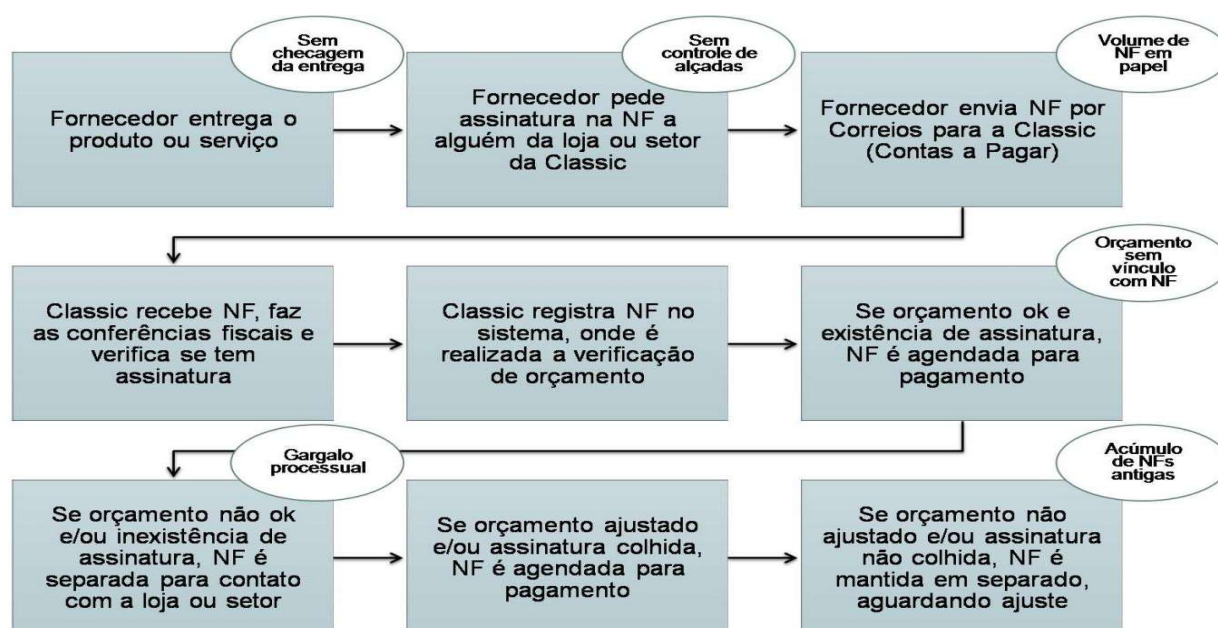 Sem
checagem
da entrega
Fornecedor entrega o
produto ou serviço
Sem
controle de
alçadas
Fornecedor pede
assinatura na NF a
alguém da loja ou setor
da Classic
Volume de
NF em
papel
Fornecedor envia NF por
Correios para a Classic
(Contas a Pagar)
Classic recebe NF, faz
as conferências fiscais e
verifica se tem
assinatura
Classic registra NF no
sistema, onde é
realizada a verificação
de orçamento
Orçamento
sem
vínculo
com NF
Se orçamento ok e
existência de assinatura,
NF é agendada para
pagamento
Gargalo
processual
Se orçamento não ok
e/ou inexistência de
assinatura, NF é
separada para contato
com a loja ou setor
Se orçamento ajustado
e/ou assinatura colhida,
NF é agendada para
pagamento
Acúmulo
de NFs
antigas
Se orçamento não
ajustado e/ou assinatura
não colhida, NF é
mantida em separado,
aguardando ajuste